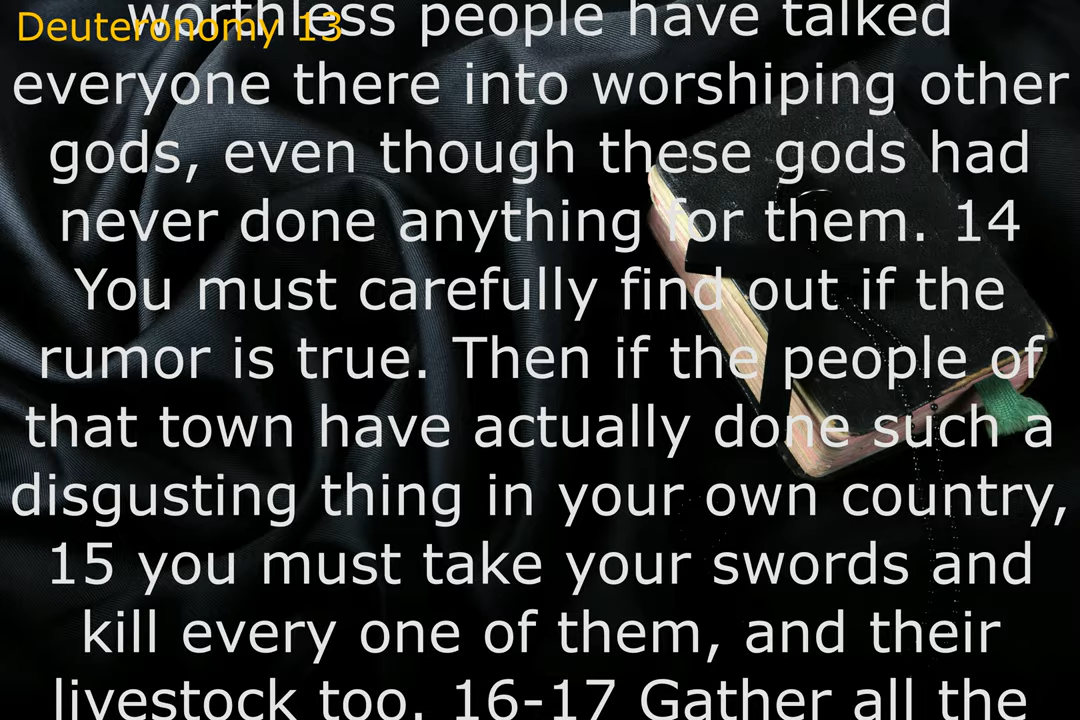 Deuteronomy 13
worthless people have talked
everyone there into worshiping other
gods, even though these gods had
never done anything for them. 14
You must carefully find out if the
rumor is true. Then if the people of
that town have actually done such a
disgusting thing in your own country,
15 you must take your swords and
kill every one of them, and their
livestock too. 16-17 Gather all the